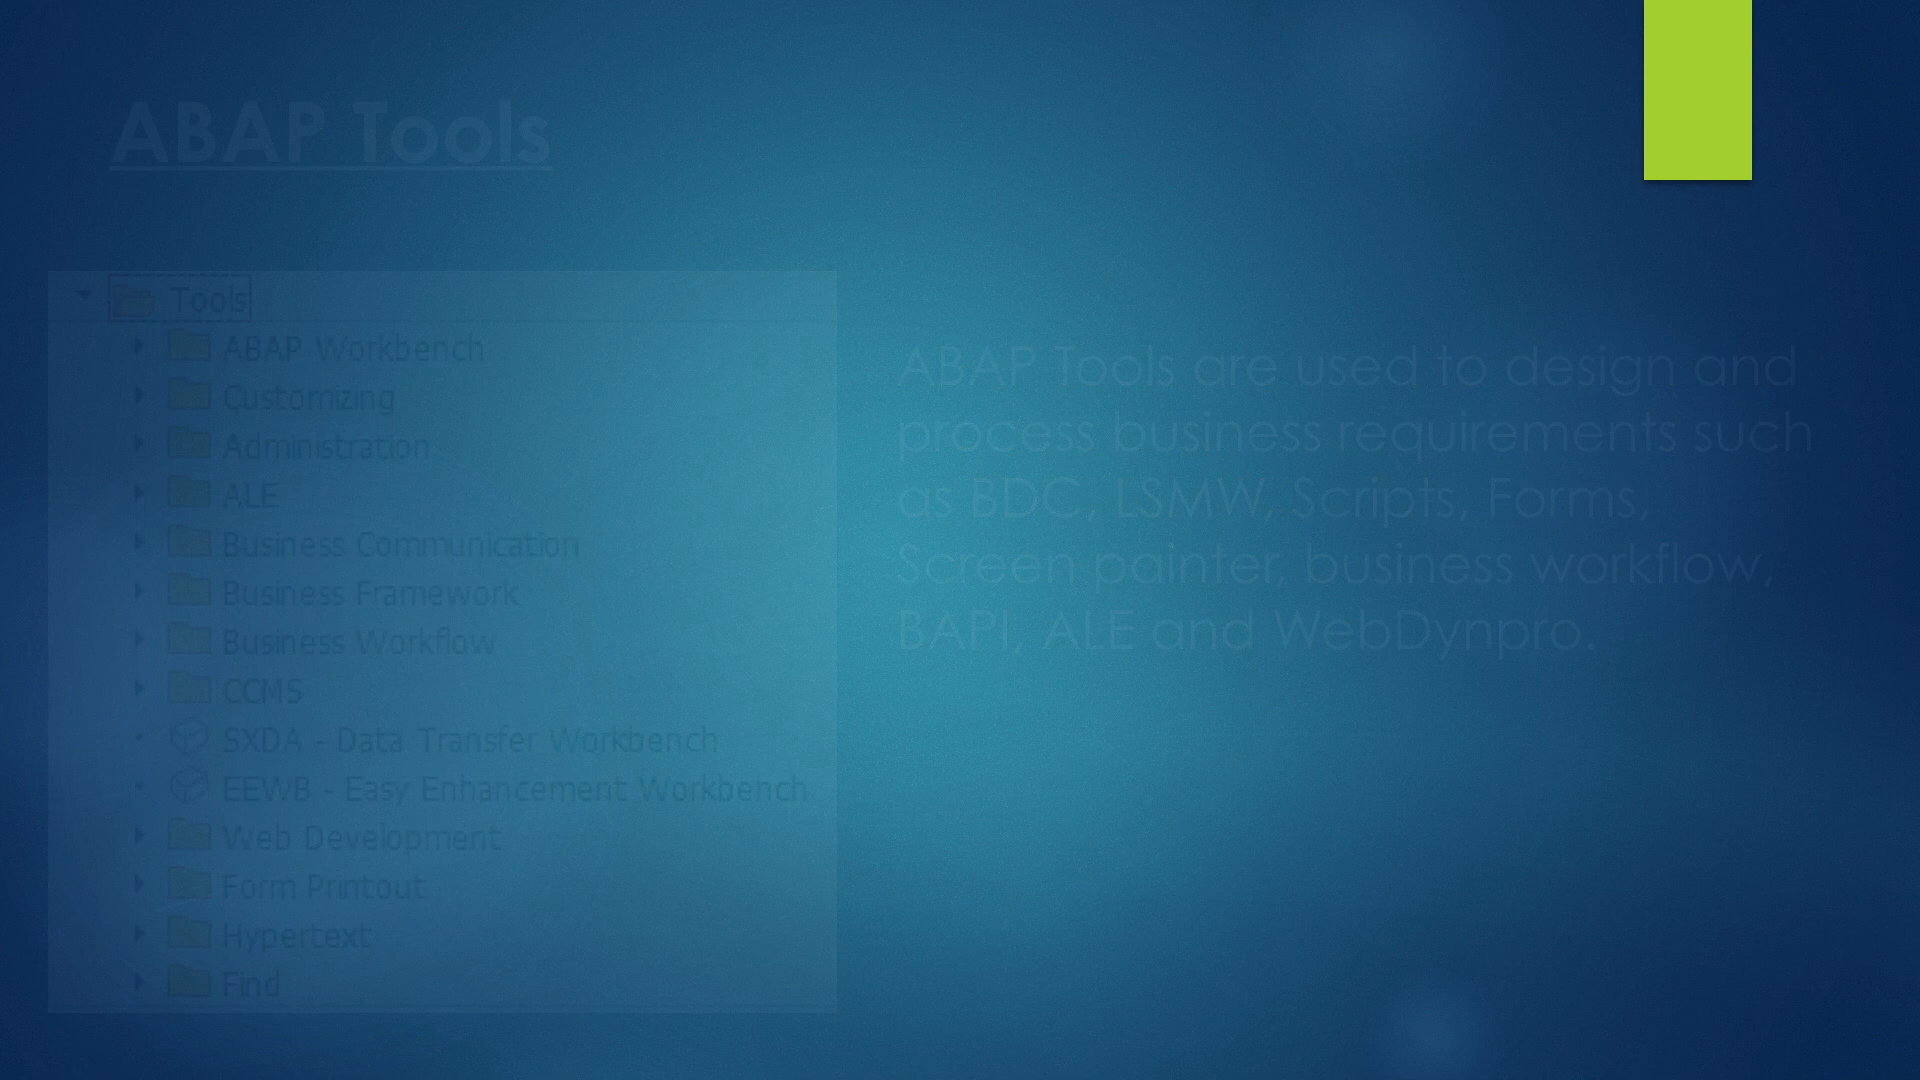 ABAP Tools
Tools
ABAP Workbench
Customizing
Administration
ALE
Business Communication
Business Framework
Business Workflow
CCMS
SXDA - Data Transfer Workbench
EEWB - Easy Enhancement Workbench
Web Development
Form Printout
Hypertext
Find
ABAP Tools are used to design and
process business requirements such
as BDC, LSMW, Scripts, Forms,
Screen painter, business workflow,
BAPI, ALE and WebDynpro.